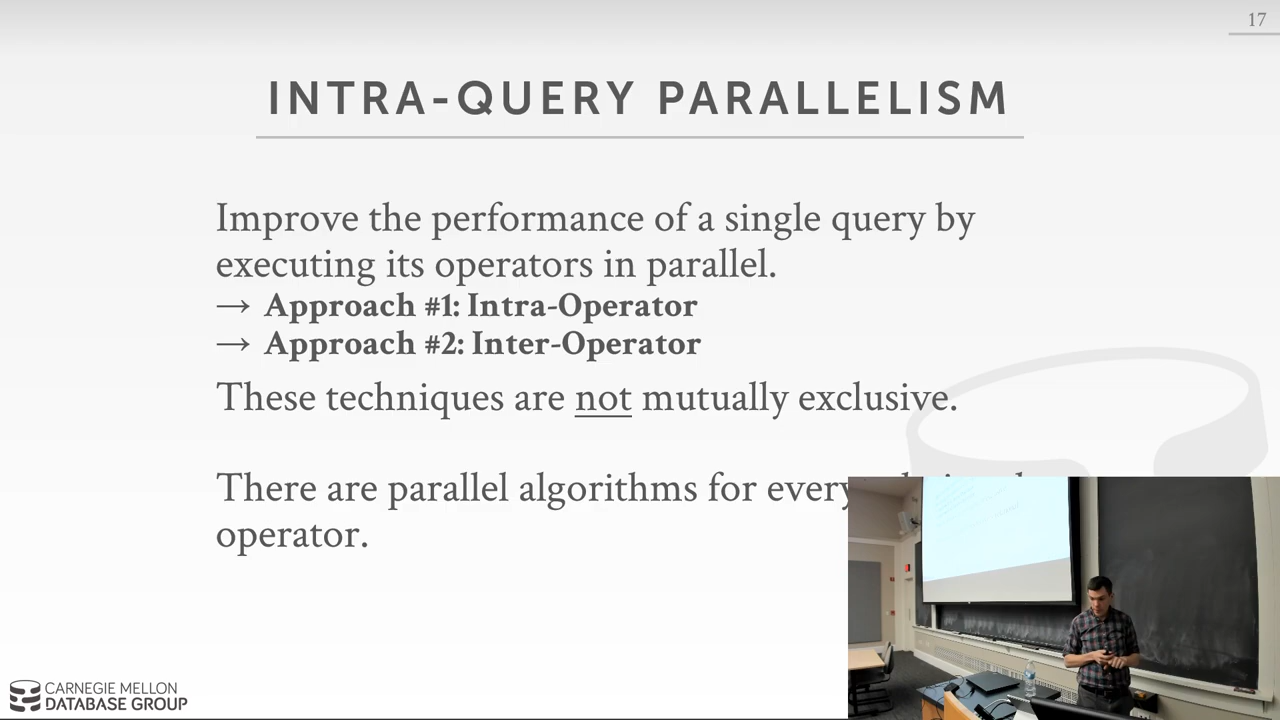 17
INTRA-QUERY PARALLELISM
Improve the performance of a single query by
executing its operators in parallel.
→ Approach #1: Intra-Operator
→ Approach #2: Inter-Operator
These techniques are not mutually exclusive.
There are parallel algorithms for every
operator.
CARNEGIE MELLON
DATABASE GROUP